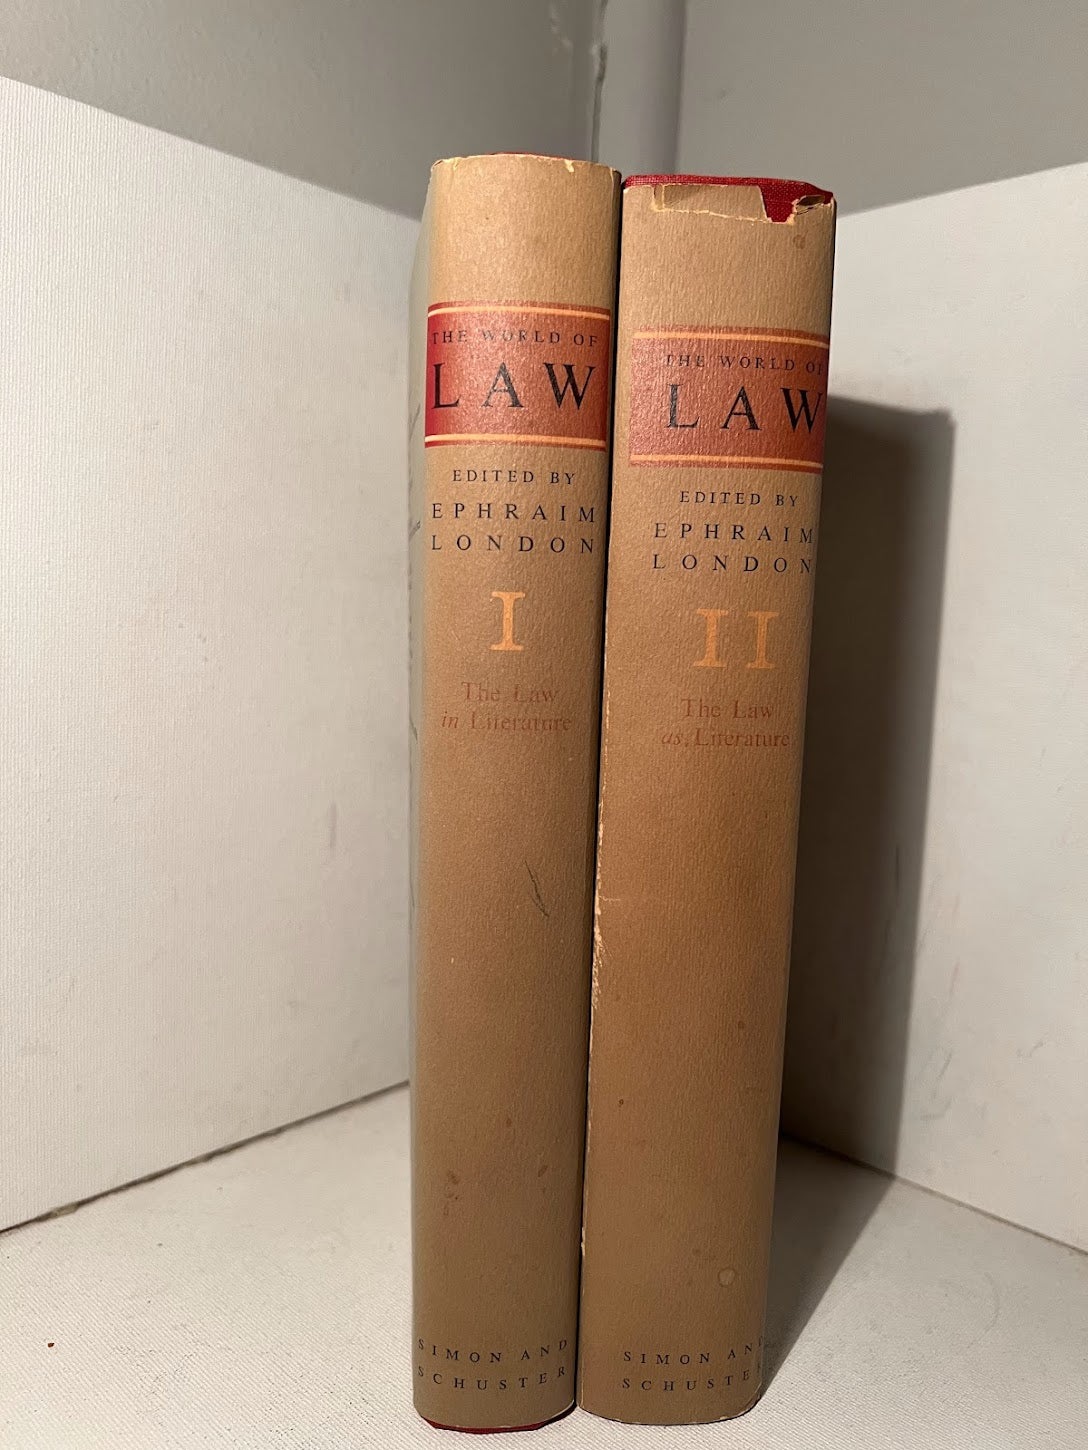 THE WORLD OF
LAW
EDITED BY
EPHRAIM
LONDON
I
The Law
in Literature
SIMON AND
SCHUSTER
THE WORLD OF
LAW
EDITED BY
EPHRAIM
LONDON
II
The Law
as Literature
SIMON AND
SCHUSTER